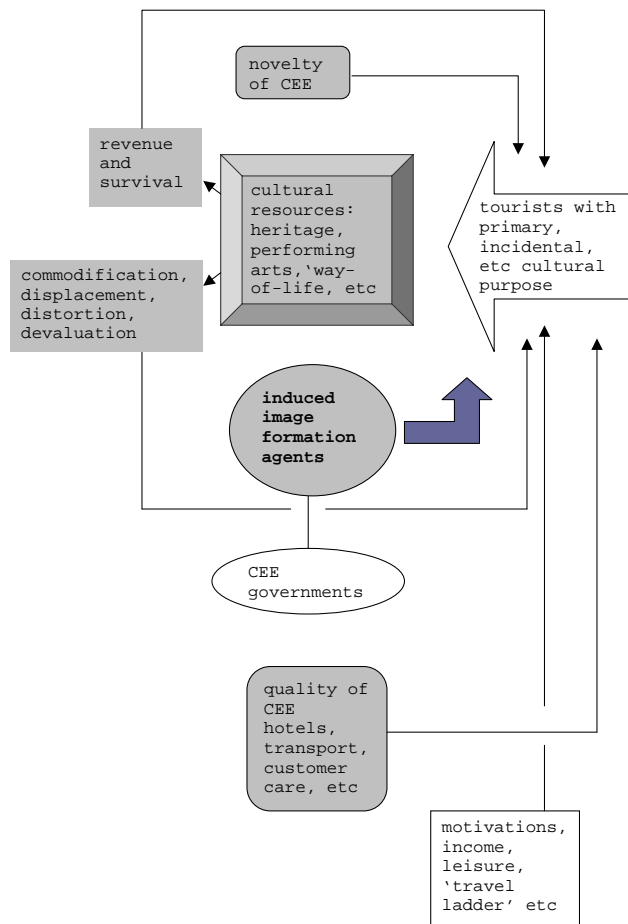 novelty
of CEE
revenue
and
survival
cultural
resources:
heritage,
performing
arts,‘way-
of-life, etc
tourists with
primary,
incidental,
etc cultural
purpose
commodification,
displacement,
distortion,
devaluation
induced
image
formation
agents
CEE
governments
quality of
CEE
hotels,
transport,
customer
care, etc
motivations,
income,
leisure,
‘travel
ladder’ etc